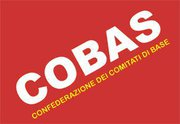 COBAS
CONFEDERAZIONE DEI COMITATI DI BASE